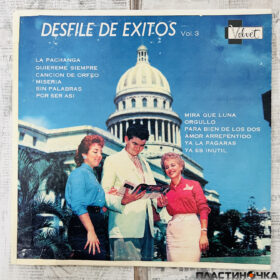 DESFILE DE EXITOS Vol. 3
Velvet
LA PACHANGA
QUIEREME SIEMPRE
CANCION DE ORFEO
MISERIA
SIN PALABRAS
POR SER ASI
MIRA QUE LUNA
ORGULLO
PARA BIEN DE LOS DOS
AMOR ARREPENTIDO
YA LA PAGARAS
YA ES INUTIL
ПЛАСТИНОЧКА